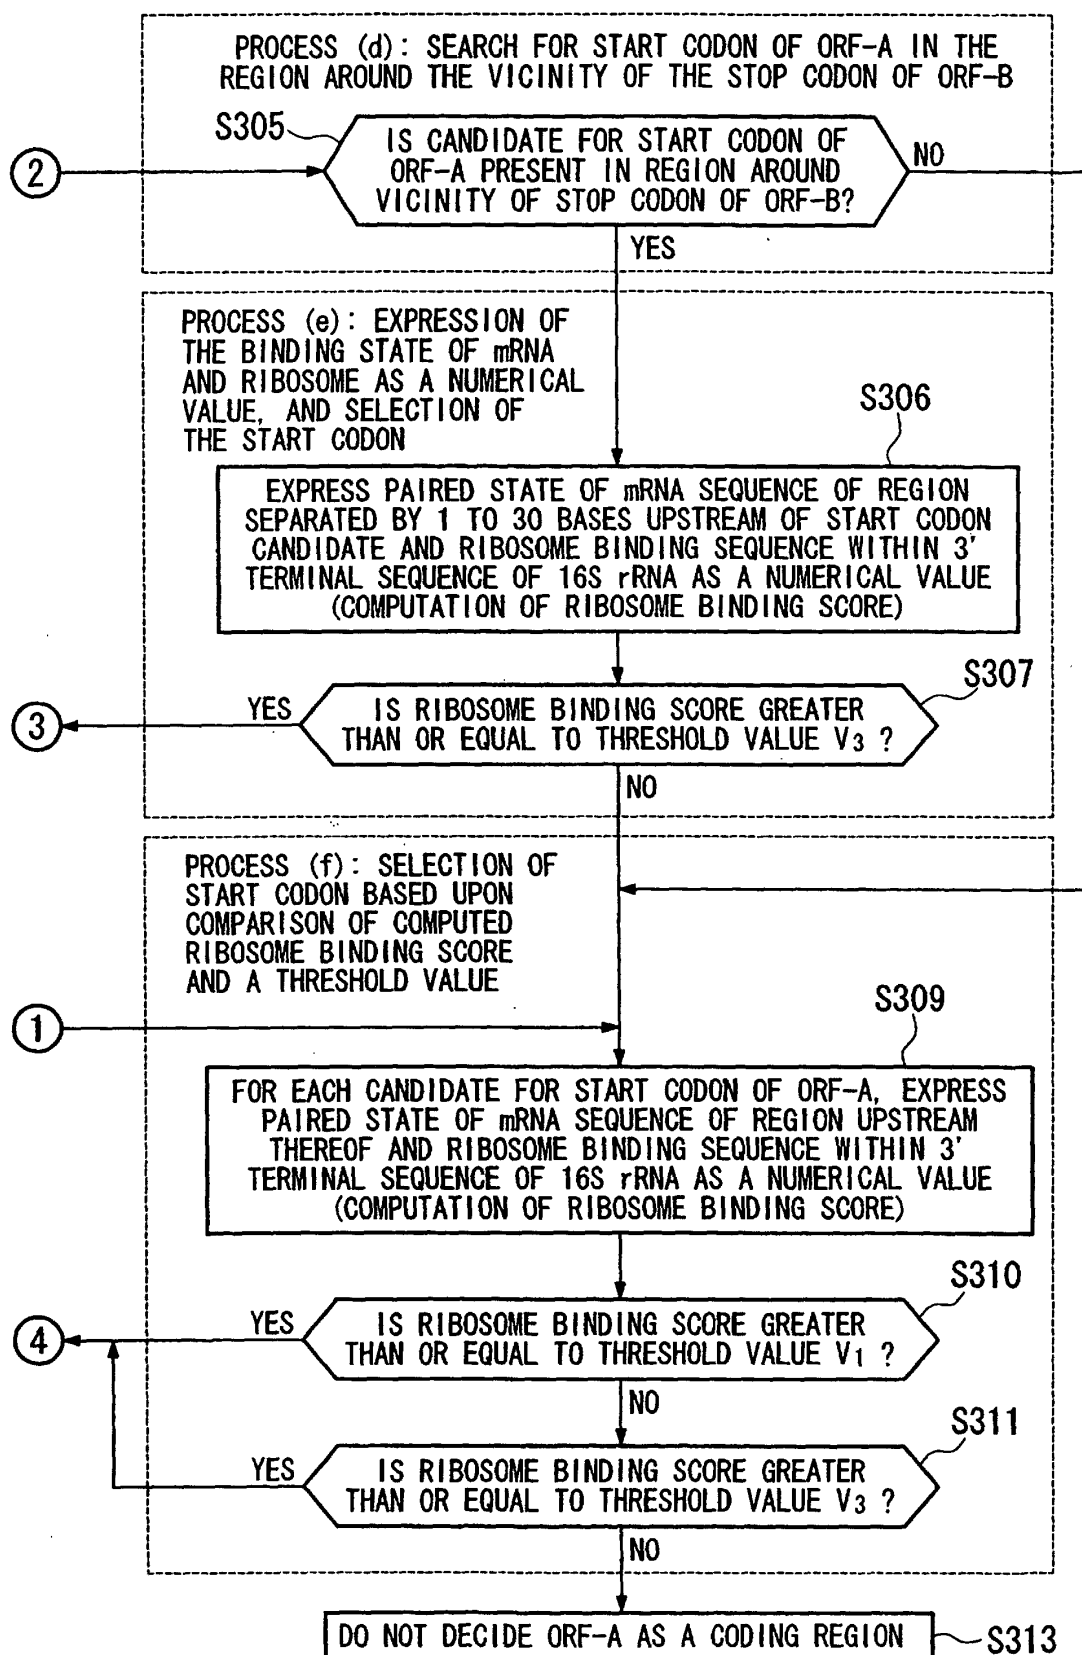 PROCESS (d): SEARCH FOR START CODON OF ORF-A IN THE
REGION AROUND THE VICINITY OF THE STOP CODON OF ORF-B
S305
IS CANDIDATE FOR START CODON OF
ORF-A PRESENT IN REGION AROUND
VICINITY OF STOP CODON OF ORF-B?
NO
2
YES
PROCESS (e): EXPRESSION OF
THE BINDING STATE OF mRNA
AND RIBOSOME AS A NUMERICAL
VALUE, AND SELECTION OF
THE START CODON
S306
EXPRESS PAIRED STATE OF mRNA SEQUENCE OF REGION
SEPARATED BY 1 TO 30 BASES UPSTREAM OF START CODON
CANDIDATE AND RIBOSOME BINDING SEQUENCE WITHIN 3'
TERMINAL SEQUENCE OF 16S rRNA AS A NUMERICAL VALUE
(COMPUTATION OF RIBOSOME BINDING SCORE)
S307
3
YES
IS RIBOSOME BINDING SCORE GREATER
THAN OR EQUAL TO THRESHOLD VALUE V3 ?
NO
PROCESS (f): SELECTION OF
START CODON BASED UPON
COMPARISON OF COMPUTED
RIBOSOME BINDING SCORE
AND A THRESHOLD VALUE
1
S309
FOR EACH CANDIDATE FOR START CODON OF ORF-A, EXPRESS
PAIRED STATE OF mRNA SEQUENCE OF REGION UPSTREAM
THEREOF AND RIBOSOME BINDING SEQUENCE WITHIN 3'
TERMINAL SEQUENCE OF 16S rRNA AS A NUMERICAL VALUE
(COMPUTATION OF RIBOSOME BINDING SCORE)
S310
4
YES
IS RIBOSOME BINDING SCORE GREATER
THAN OR EQUAL TO THRESHOLD VALUE V1 ?
NO
S311
YES
IS RIBOSOME BINDING SCORE GREATER
THAN OR EQUAL TO THRESHOLD VALUE V3 ?
NO
DO NOT DECIDE ORF-A AS A CODING REGION
S313